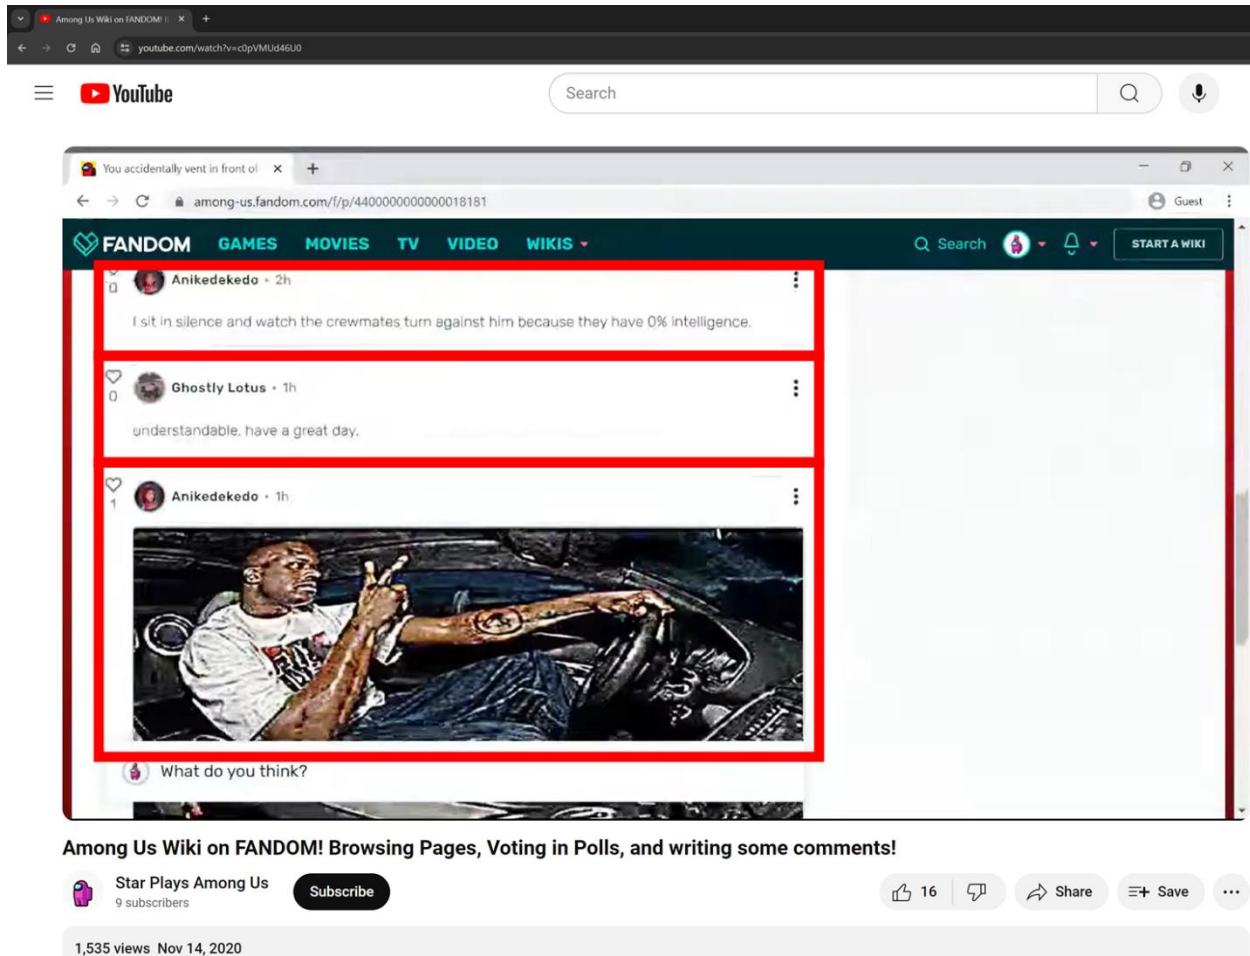 Among Us Wiki on FANDOM!
youtube.com/watch?v=c0pVMUd46U0
YouTube
Search
You accidentally vent in front of
among-us.fandom.com/f/p/4400000000000018181
Guest
FANDOM GAMES MOVIES TV VIDEO WIKIS Search START A WIKI
0 Anikedekedo • 2h
I sit in silence and watch the crewmates turn against him because they have 0% intelligence.
0 Ghostly Lotus • 1h
understandable, have a great day.
1 Anikedekedo • 1h
What do you think?
Among Us Wiki on FANDOM! Browsing Pages, Voting in Polls, and writing some comments!
Star Plays Among Us
9 subscribers
Subscribe
16
Share
Save
1,535 views Nov 14, 2020